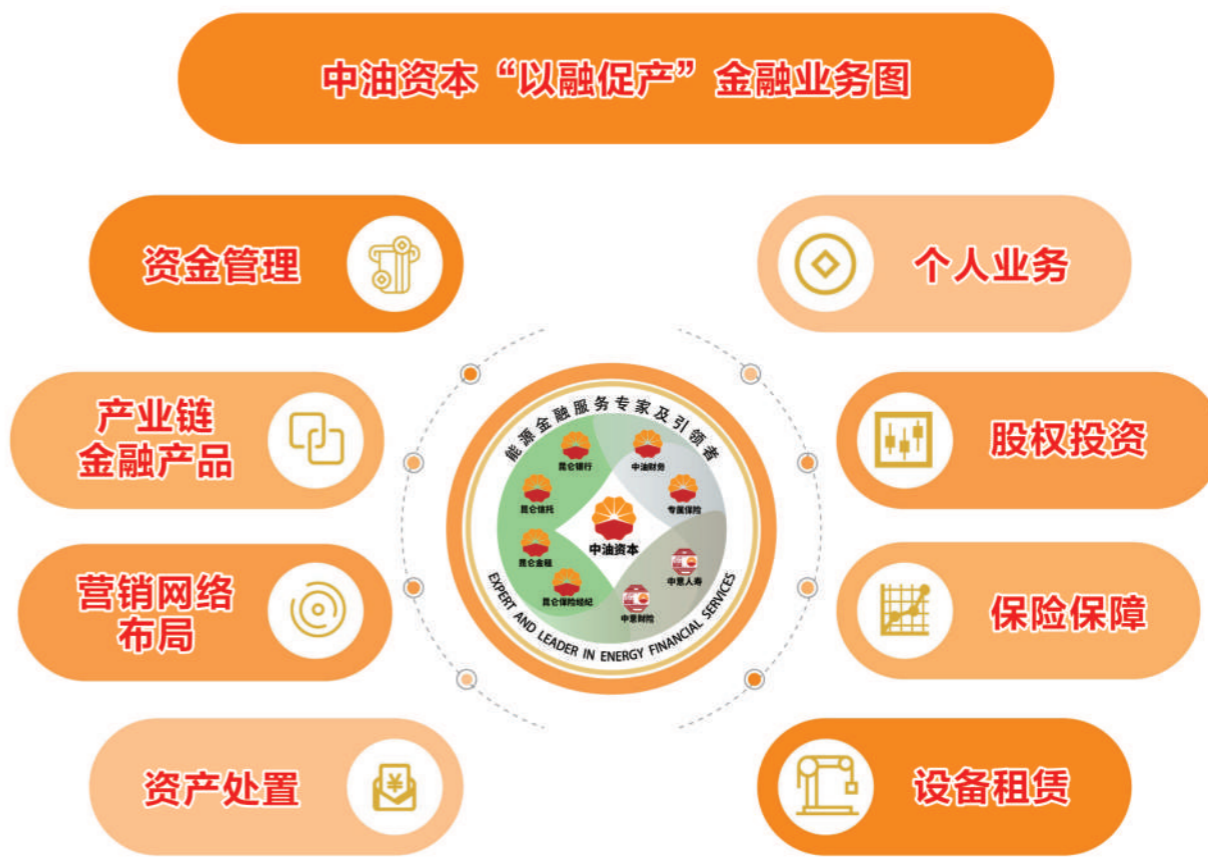 中油资本“以融促产”金融业务图
资金管理
个人业务
产业链
金融产品
股权投资
营销网络
布局
保险保障
资产处置
设备租赁
能源金融服务专家及引领者
昆仑银行
中油财务
昆仑信托
专属保险
中油资本
昆仑金租
中意人寿
昆仑保险经纪
中意财险
EXPERT AND LEADER IN ENERGY FINANCIAL SERVICES
¥